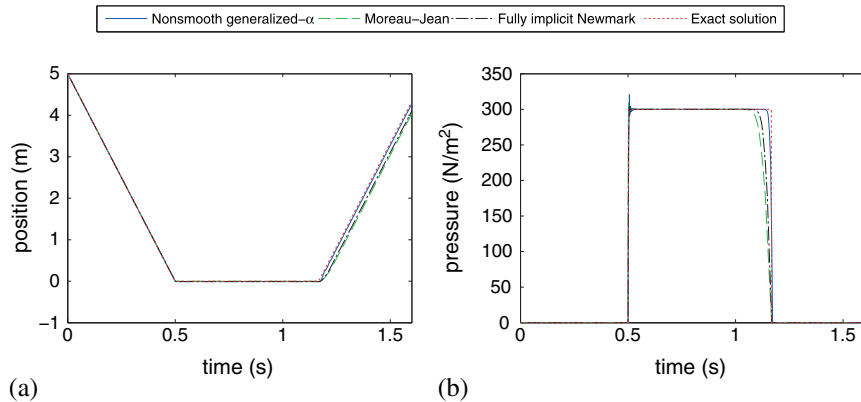 Nonsmooth generalized-α Moreau-Jean Fully implicit Newmark Exact solution
5
4
3
2
1
0
−1
position (m)
0 0.5 1 1.5
time (s)
(a)
350
300
250
200
150
100
50
0
pressure (N/m²)
0 0.5 1 1.5
time (s)
(b)